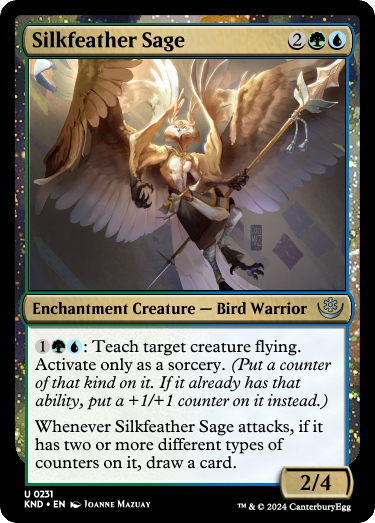 Silkfeather Sage 2
Enchantment Creature — Bird Warrior
1: Teach target creature flying.
Activate only as a sorcery. (Put a counter
of that kind on it. If it already has that
ability, put a +1/+1 counter on it instead.)
Whenever Silkfeather Sage attacks, if it
has two or more different types of
counters on it, draw a card.
2/4
U 0231
KND • EN Joanne Mazuay
™ & © 2024 CanterburyEgg